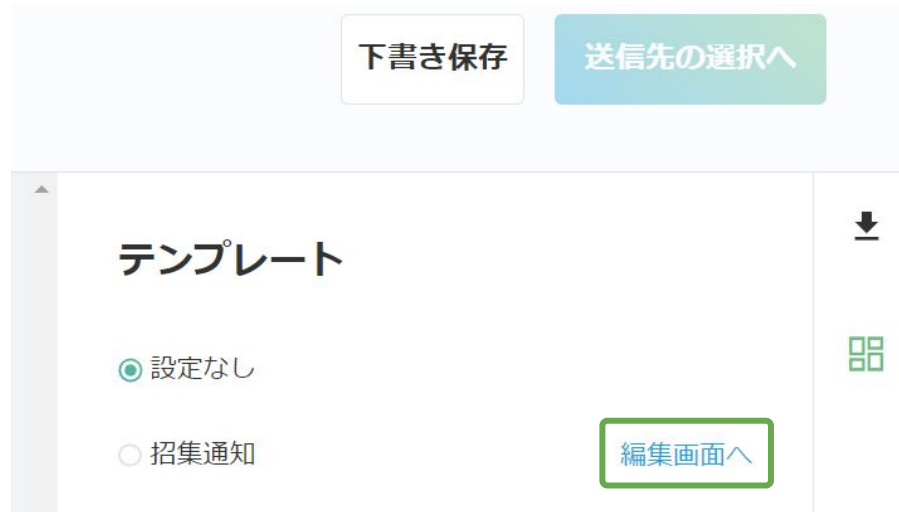 下書き保存
送信先の選択へ
テンプレート
設定なし
招集通知
編集画面へ